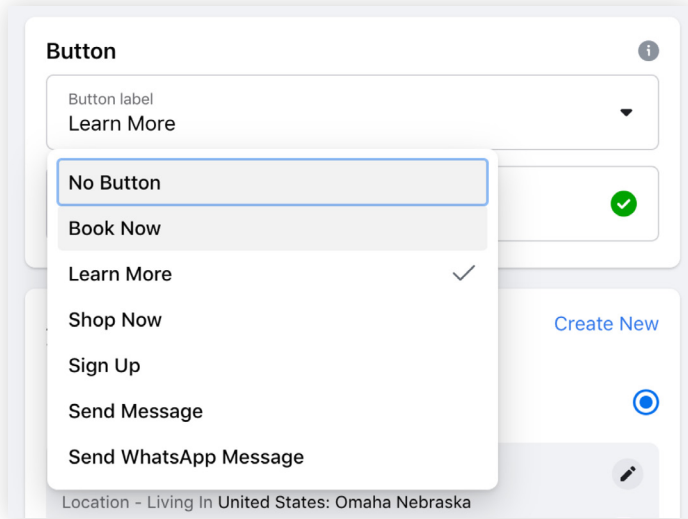 Button
Button label
Learn More
No Button
Book Now
Learn More
Shop Now
Create New
Sign Up
Send Message
Send WhatsApp Message
Location - Living In United States: Omaha Nebraska